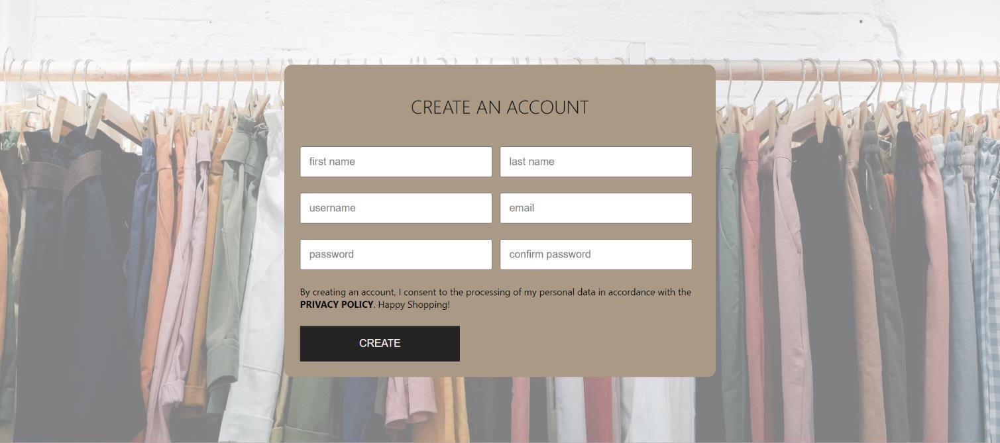 CREATE AN ACCOUNT
first name
last name
username
email
password
confirm password
By creating an account, I consent to the processing of my personal data in accordance with the
PRIVACY POLICY. Happy Shopping!
CREATE